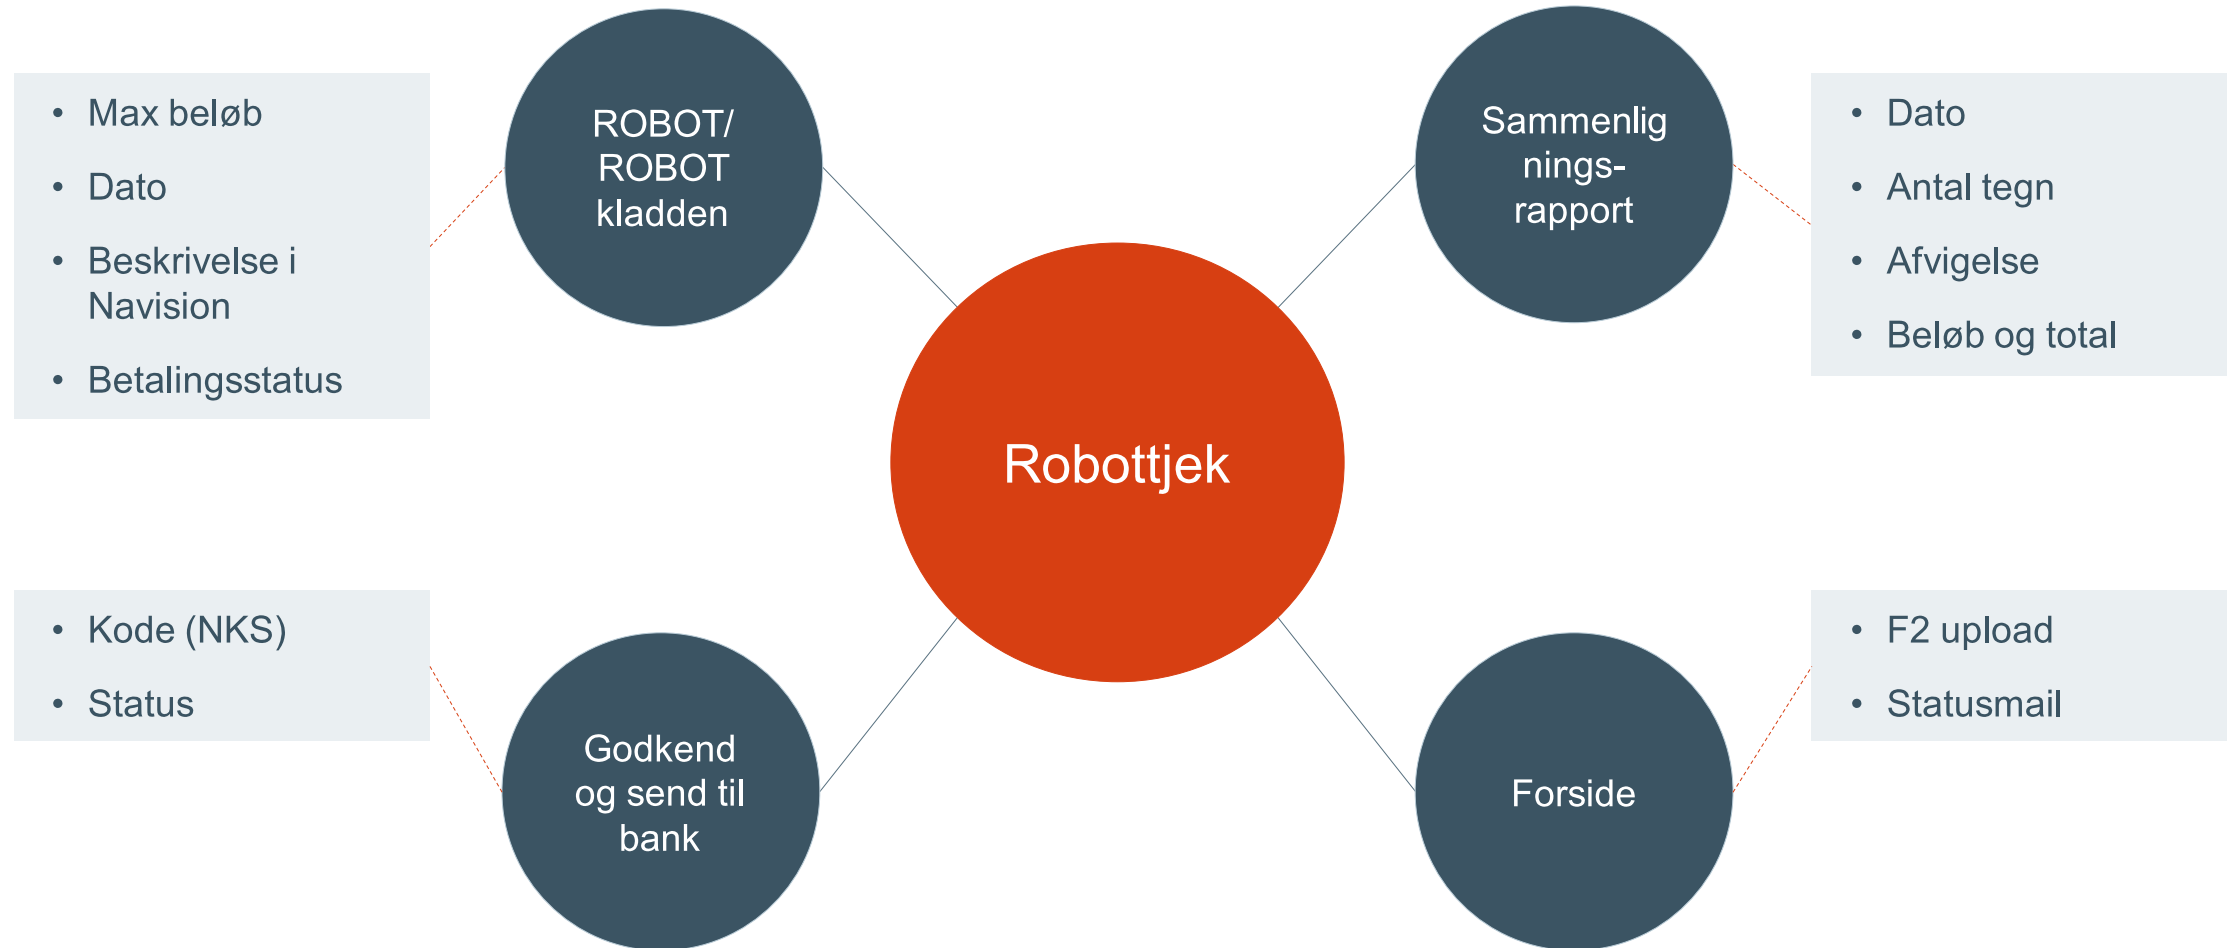 • Max beløb
• Dato
• Beskrivelse i
Navision
• Betalingsstatus
ROBOT/
ROBOT
kladden
Sammenlig
nings-
rapport
• Dato
• Antal tegn
• Afvigelse
• Beløb og total
Robottjek
• Kode (NKS)
• Status
Godkend
og send til
bank
Forside
• F2 upload
• Statusmail